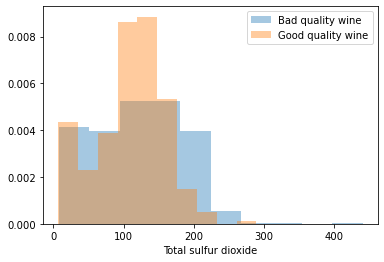 Bad quality wine
Good quality wine
0.008
0.006
0.004
0.002
0.000
0 100 200 300 400
Total sulfur dioxide